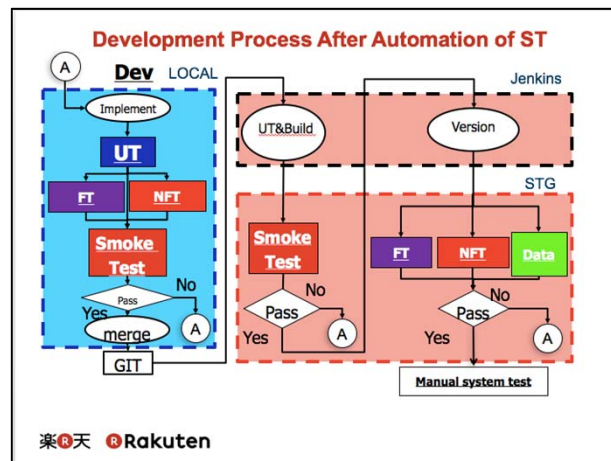 Development Process After Automation of ST
A
Dev
LOCAL
Jenkins
Implement
UT&Build
Version
UT
STG
FT
NFT
Smoke
Test
Smoke
Test
FT
NFT
Data
Pass
No
Yes
A
merge
GIT
Pass
No
Yes
A
Pass
No
Yes
A
Manual system test
楽R天 R Rakuten